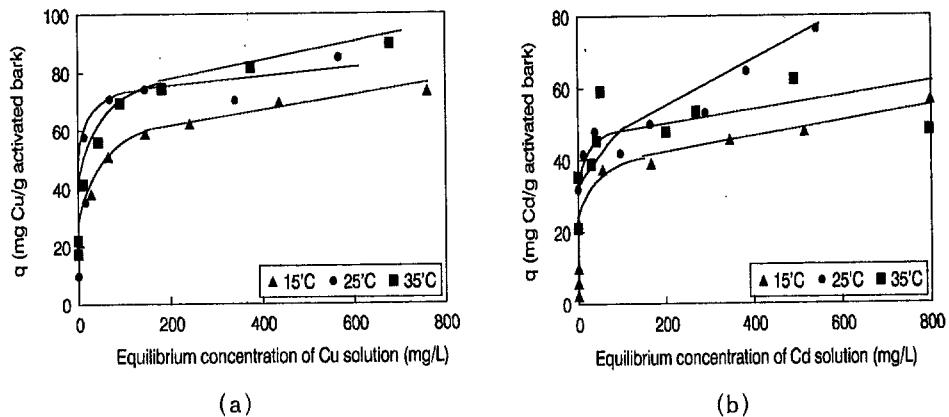 100
80
60
40
20
0
q (mg Cu/g activated bark)
▲ 15'C ● 25'C ■ 35'C
0 200 400 600 800
Equilibrium concentration of Cu solution (mg/L)
(a)
80
60
40
20
0
q (mg Cd/g activated bark)
▲ 15'C ● 25'C ■ 35'C
0 200 400 600 800
Equilibrium concentration of Cd solution (mg/L)
(b)